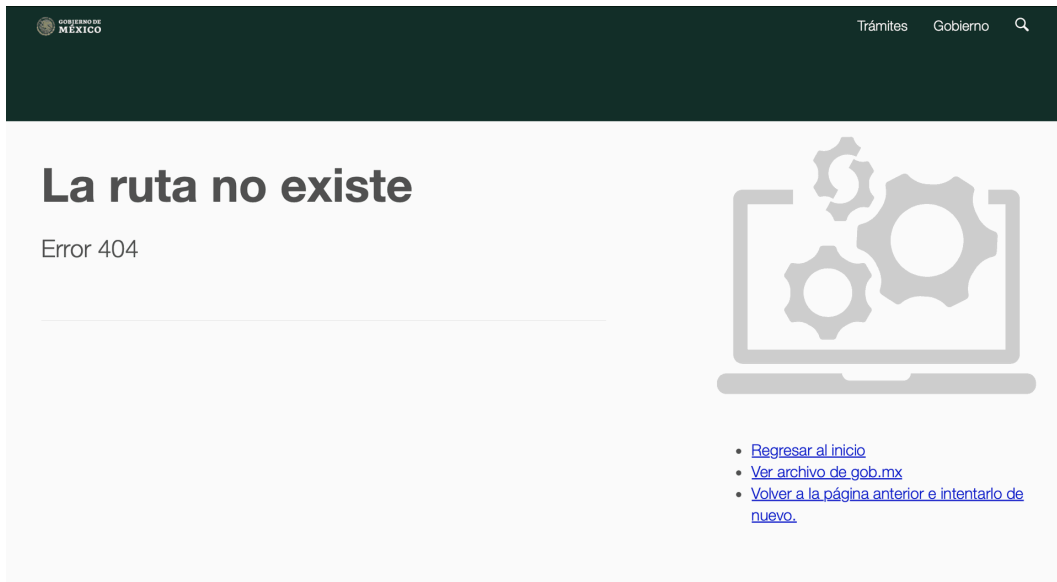 GOBIERNO DE
MÉXICO
Trámites
Gobierno
La ruta no existe
Error 404
Regresar al inicio
Ver archivo de gob.mx
Volver a la página anterior e intentarlo de
nuevo.